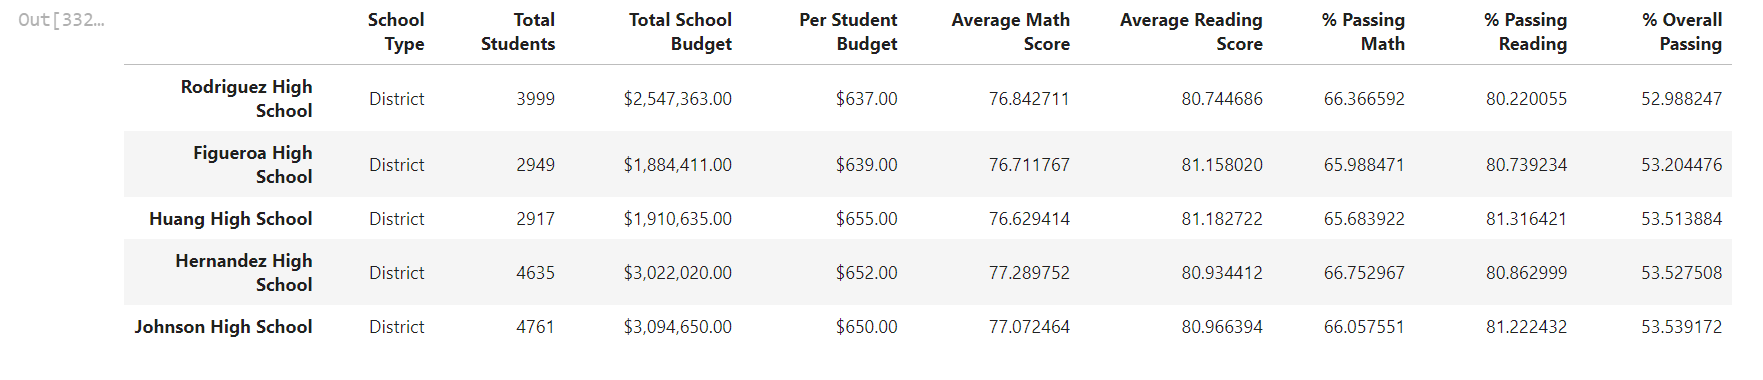 Out[332…
School Type Total Students Total School Budget Per Student Budget Average Math Score Average Reading Score % Passing Math % Passing Reading % Overall Passing
Rodriguez High School District 3999 $2,547,363.00 $637.00 76.842711 80.744686 66.366592 80.220055 52.988247
Figueroa High School District 2949 $1,884,411.00 $639.00 76.711767 81.158020 65.988471 80.739234 53.204476
Huang High School District 2917 $1,910,635.00 $655.00 76.629414 81.182722 65.683922 81.316421 53.513884
Hernandez High School District 4635 $3,022,020.00 $652.00 77.289752 80.934412 66.752967 80.862999 53.527508
Johnson High School District 4761 $3,094,650.00 $650.00 77.072464 80.966394 66.057551 81.222432 53.539172